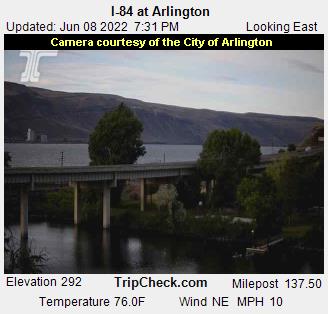 I-84 at Arlington
Updated: Jun 08 2022 7:31 PM Looking East
Camera courtesy of the City of Arlington
Elevation 292 TripCheck.com Milepost 137.50
Temperature 76.0F Wind NE MPH 10